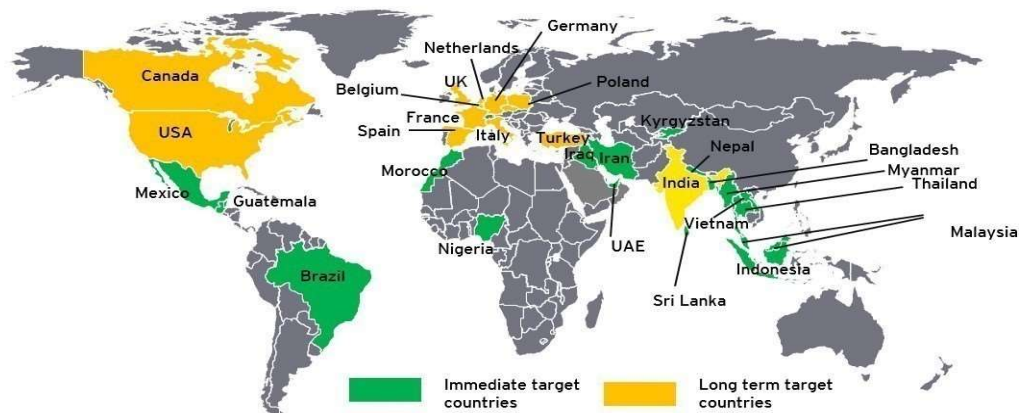 Germany
Netherlands
Canada
UK
Poland
Belgium
France
Kyrgyzstan
USA
Spain
Italy
Turkey
Nepal
Bangladesh
Iraq
Iran
Morocco
India
Myanmar
Thailand
Mexico
Guatemala
Vietnam
Malaysia
Nigeria
UAE
Brazil
Indonesia
Sri Lanka
Immediate target
countries
Long term target
countries